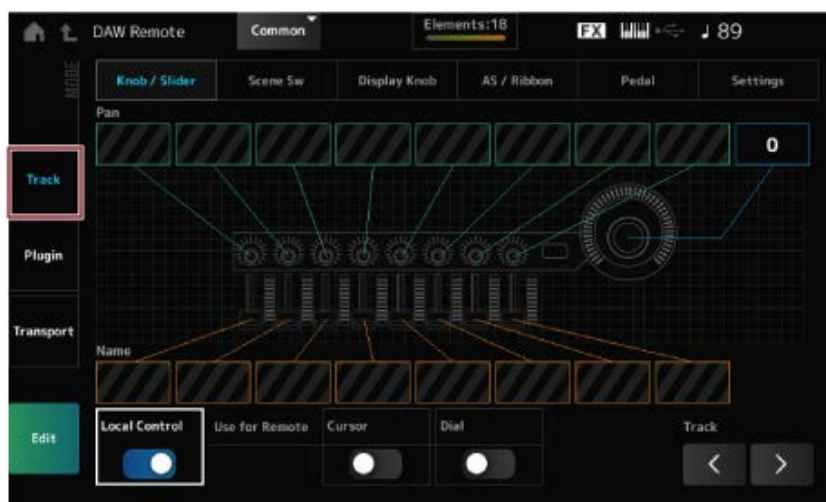 DAW Remote Common Elements:18 FX ♩ 89
MODE
Knob / Slider Scene Sw Display Knob AS / Ribbon Pedal Settings
Pan
0
Track
Plugin
Transport
Name
Edit
Local Control Use for Remote Cursor Dial Track
< >